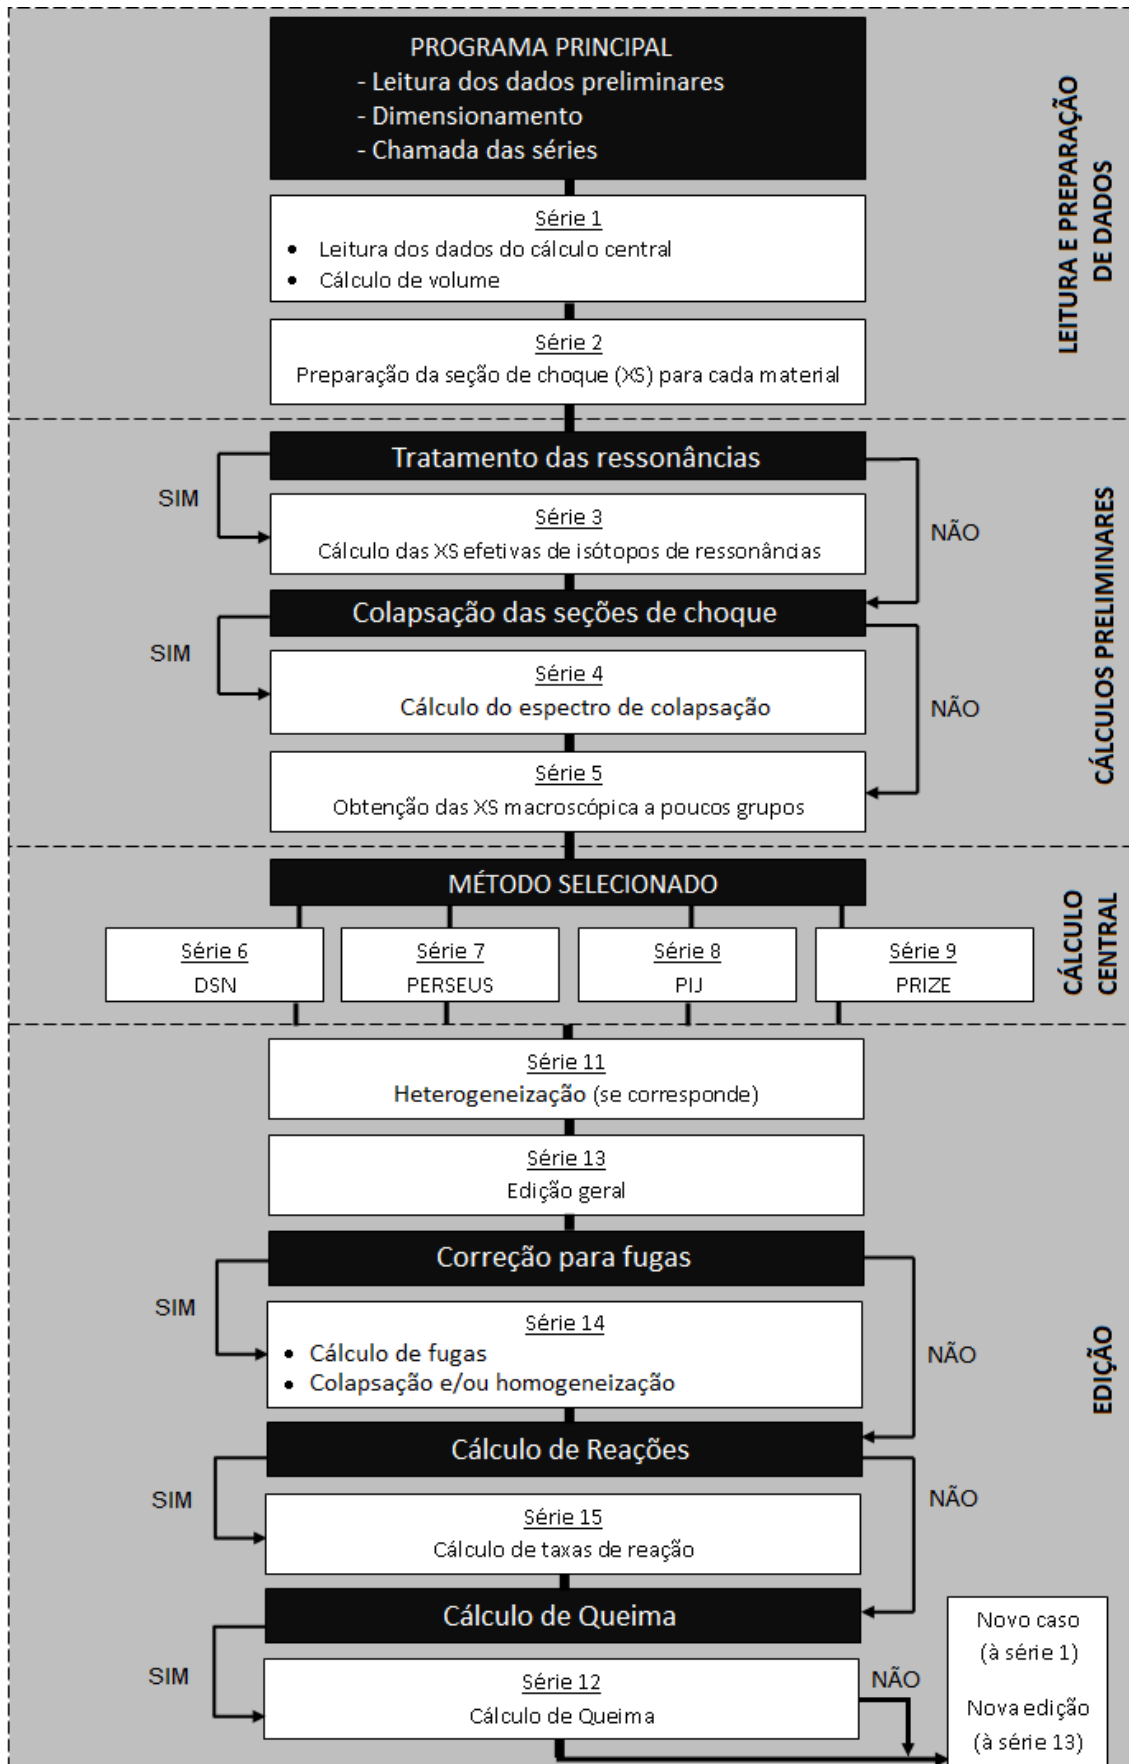 PROGRAMA PRINCIPAL
- Leitura dos dados preliminares
- Dimensionamento
- Chamada das séries
LEITURA E PREPARAÇÃO
DE DADOS
Série 1
• Leitura dos dados do cálculo central
• Cálculo de volume
Série 2
Preparação da seção de choque (XS) para cada material
Tratamento das ressonâncias
SIM
NÃO
CÁLCULOS PRELIMINARES
Série 3
Cálculo das XS efetivas de isótopos de ressonâncias
Colapsação das seções de choque
SIM
NÃO
Série 4
Cálculo do espectro de colapsação
Série 5
Obtenção das XS macroscópica a poucos grupos
MÉTODO SELECIONADO
CÁLCULO
CENTRAL
Série 6
DSN
Série 7
PERSEUS
Série 8
PIJ
Série 9
PRIZE
Série 11
Heterogeneização (se corresponde)
Série 13
Edição geral
Correção para fugas
SIM
NÃO
EDIÇÃO
Série 14
• Cálculo de fugas
• Colapsação e/ou homogeneização
Cálculo de Reações
SIM
NÃO
Série 15
Cálculo de taxas de reação
Cálculo de Queima
SIM
NÃO
Série 12
Cálculo de Queima
Novo caso
(à série 1)
Nova edição
(à série 13)